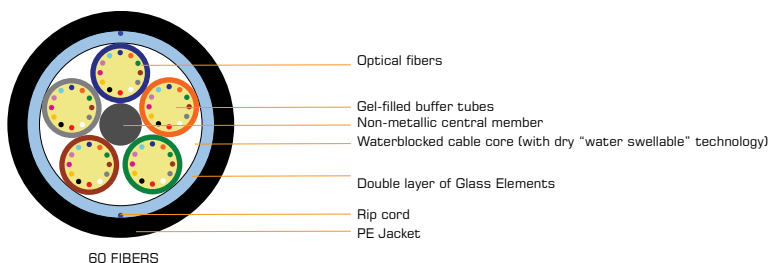 Optical fibers
Gel-filled buffer tubes
Non-metallic central member
Waterblocked cable core (with dry “water swellable” technology)
Double layer of Glass Elements
Rip cord
PE Jacket
60 FIBERS